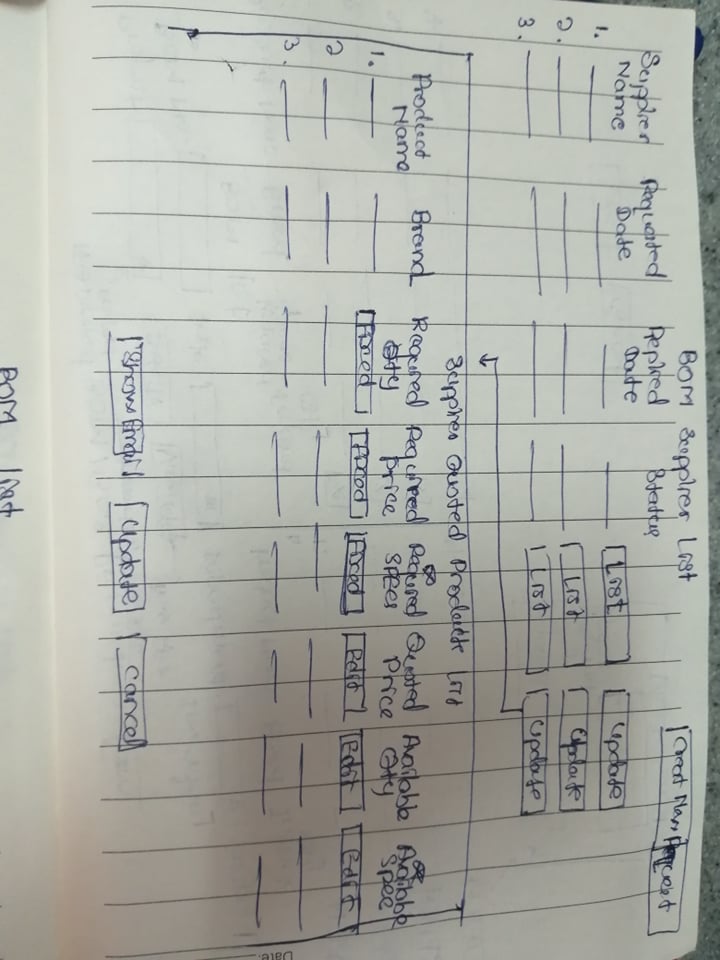 BOM Supplier List
Creat New Request
Supplier Name Requested Date Replied Date Status
1. List Update
2. List Update
3. List Update
Supplier Quoted Products List
Product Name Brand Required Qty Required Price Required Spees Quoted Price Available Qty Available Spee
1. Fixed Fixed Fixed Edit Edit Edit
2
3.
Show Email Update Cancel
Date:
BOM list